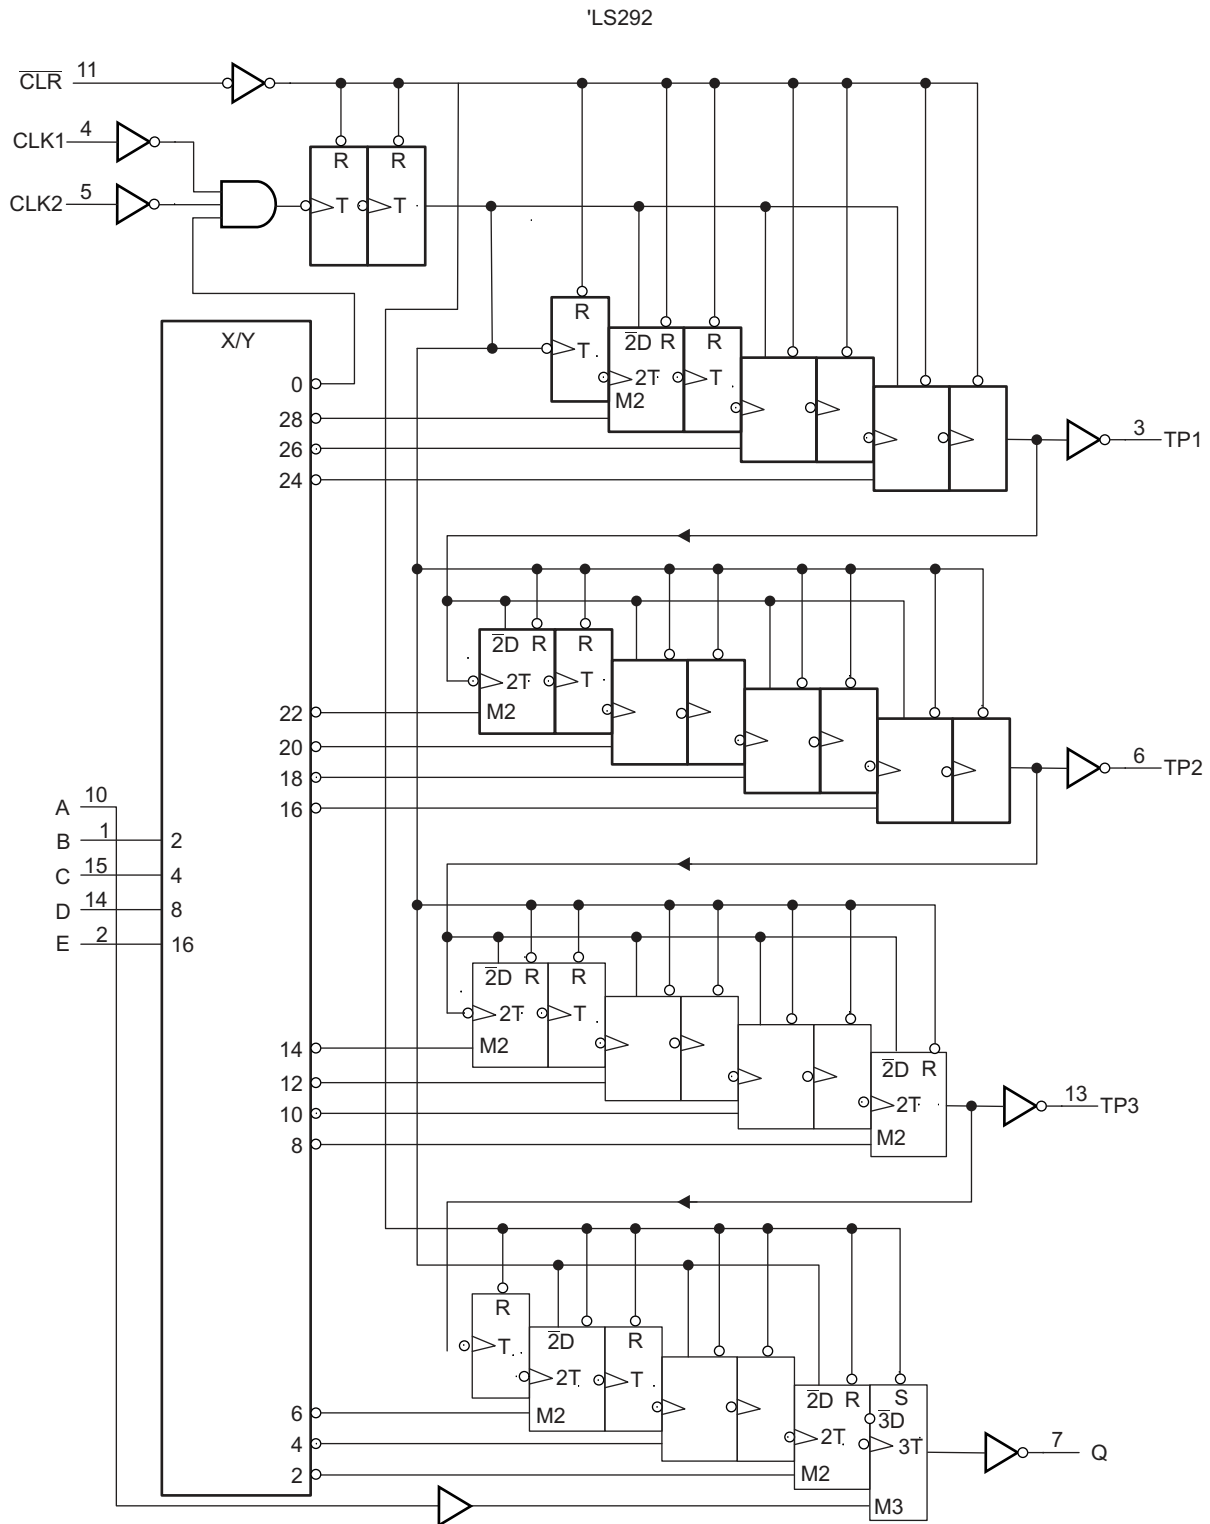 'LS292
CLR 11
CLK1 4
CLK2 5
R R
T T
X/Y
0
28
26
24
R
T
2D R R
2T T
M2
3 TP1
2D R R
2T T
M2
22
20
18
16
6 TP2
A 10
B 1 2
C 15 4
D 14 8
E 2 16
2D R R
2T T
M2
14
12
10
8
2D R
2T
M2
13 TP3
R
T
2D R
2T T
M2
6
4
2
2D R S
3D
2T 3T
M2
M3
7 Q